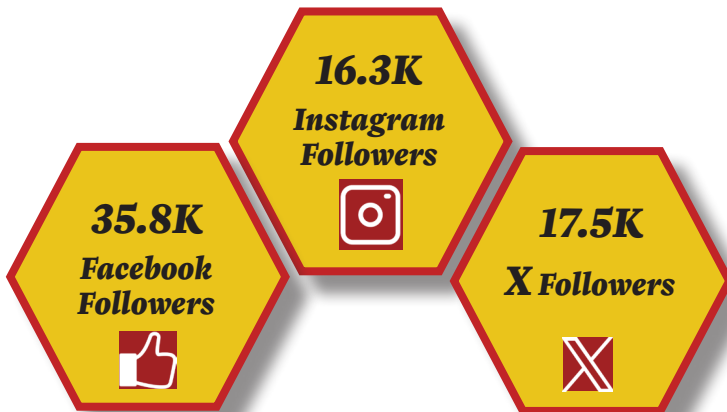 35.8K
Facebook
Followers
16.3K
Instagram
Followers
17.5K
X Followers